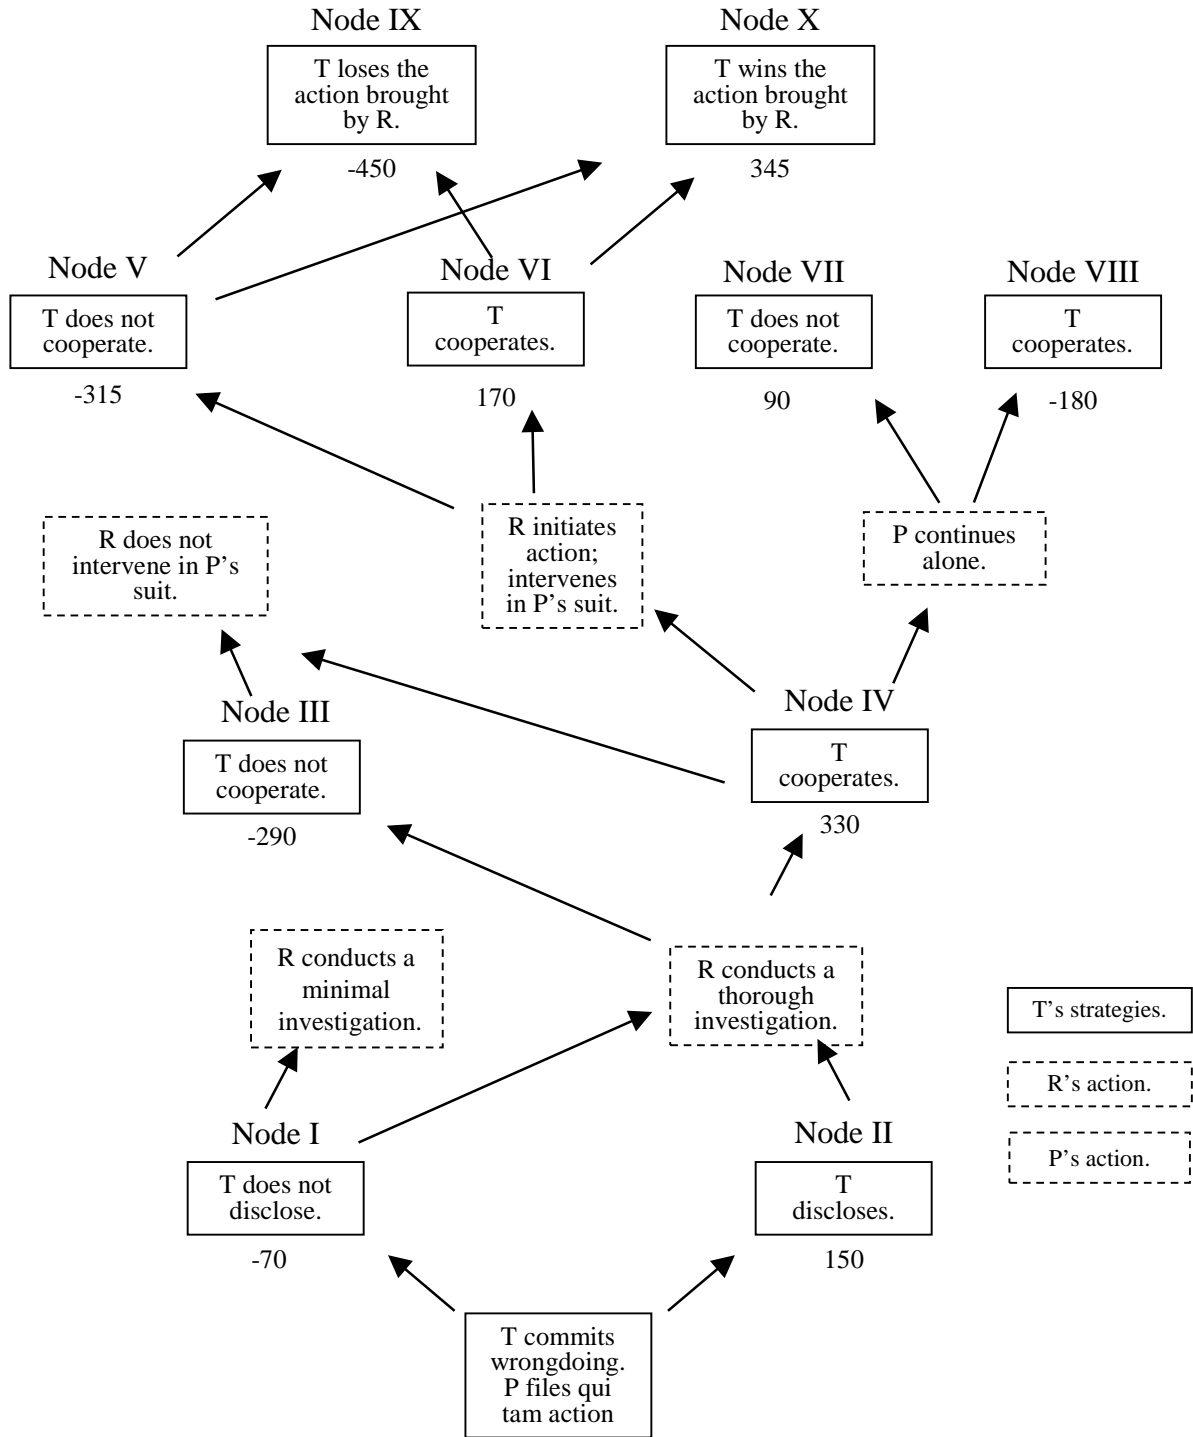 Node IX
T loses the
action brought
by R.
-450
Node X
T wins the
action brought
by R.
345
Node V
T does not
cooperate.
-315
Node VI
T
cooperates.
170
Node VII
T does not
cooperate.
90
Node VIII
T
cooperates.
-180
R does not
intervene in P's
suit.
R initiates
action;
intervenes
in P's suit.
P continues
alone.
Node III
T does not
cooperate.
-290
Node IV
T
cooperates.
330
R conducts a
minimal
investigation.
R conducts a
thorough
investigation.
T's strategies.
R's action.
P's action.
Node I
T does not
disclose.
-70
Node II
T
discloses.
150
T commits
wrongdoing.
P files qui
tam action